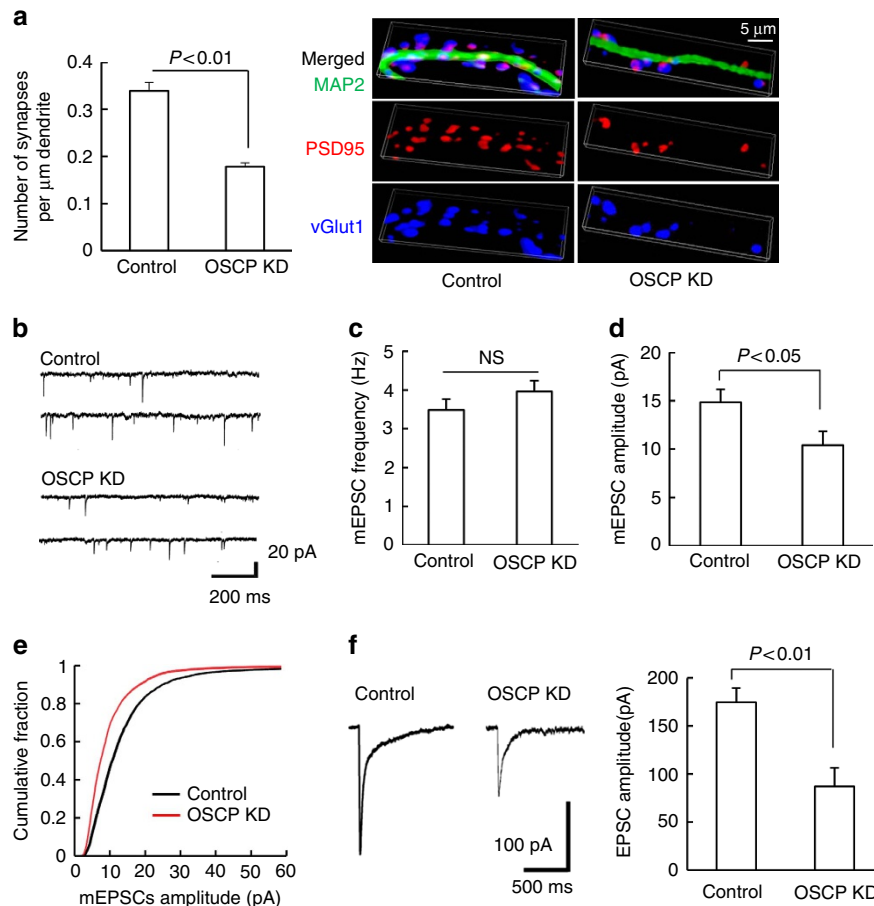 a
Number of synapses
per μm dendrite
0.4
0.3
0.2
0.1
0
P<0.01
Control
OSCP KD
Merged
MAP2
PSD95
vGlut1
5 μm
Control
OSCP KD
b
Control
OSCP KD
20 pA
200 ms
c
mEPSC frequency (Hz)
5
4
3
2
1
0
NS
Control
OSCP KD
d
mEPSC amplitude (pA)
20
15
10
5
0
P<0.05
Control
OSCP KD
e
Cumulative fraction
1
0.8
0.6
0.4
0.2
0
Control
OSCP KD
0
10
20
30
40
50
60
mEPSCs amplitude (pA)
f
Control
OSCP KD
100 pA
500 ms
EPSC amplitude(pA)
200
150
100
50
0
P<0.01
Control
OSCP KD